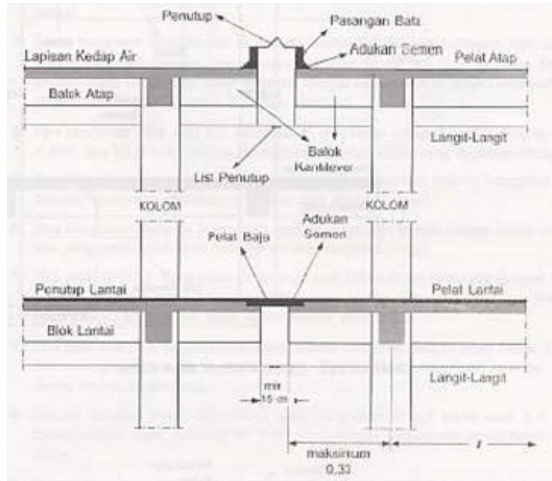 Penutup
Pasangan Bata
Adukan Semen
Lapisan Kedap Air
Pelat Atap
Balok Atap
Langit-Langit
Balok
Kantilever
List Penutup
KOLOM
KOLOM
Pelat Baja
Adukan
Semen
Penutup Lantai
Pelat Lantai
Blok Lantai
Langit-Langit
min
15 cm
maksimum
0,33